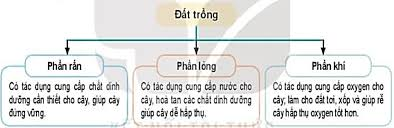 Đất trồng
Phần rắn
Có tác dụng cung cấp chất dinh
dưỡng cần thiết cho cây, giúp cây
đứng vững.
Phần lỏng
Có tác dụng cung cấp nước cho
cây, hoà tan các chất dinh dưỡng
giúp cây dễ hấp thụ.
Phần khí
Có tác dụng cung cấp oxygen cho
cây, làm cho đất tơi, xốp và giúp rễ
cây hấp thụ oxygen tốt hơn.